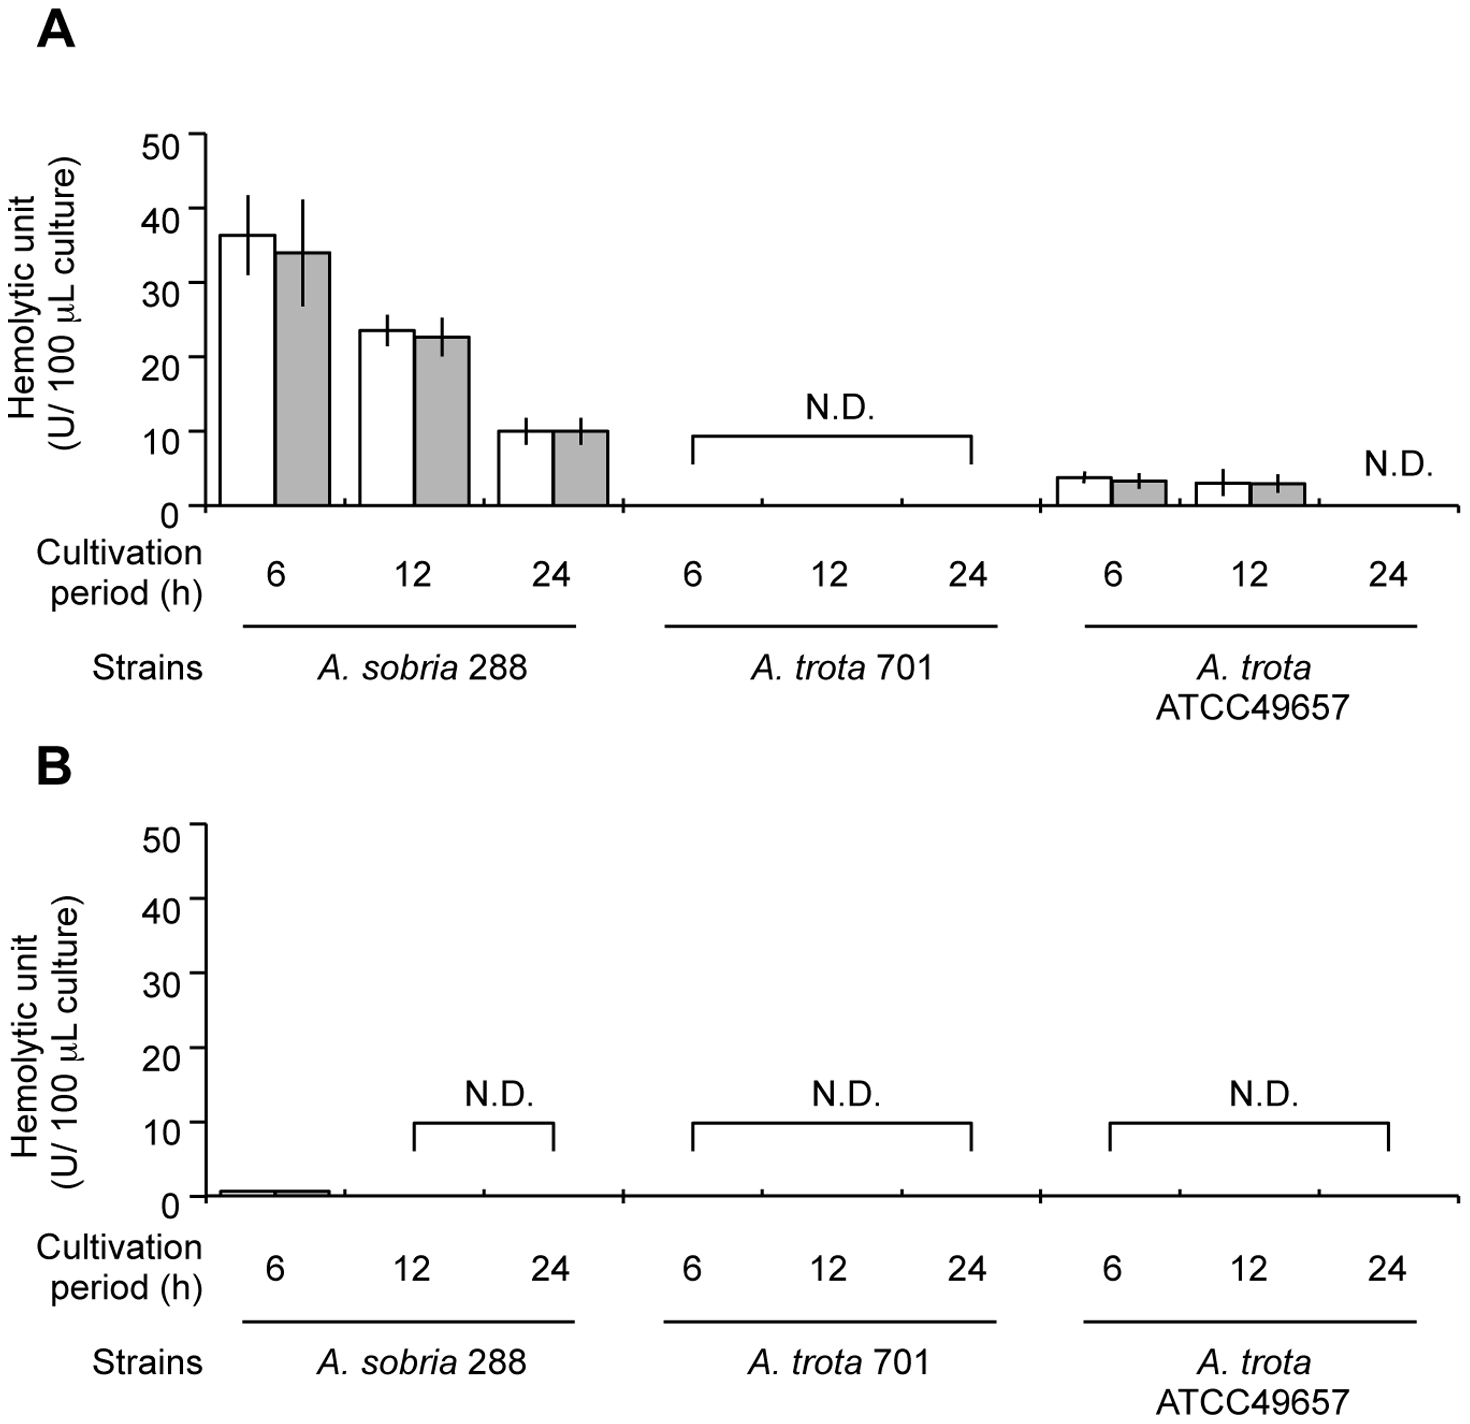 A
Hemolytic unit
(U/ 100 μL culture)
50
40
30
20
10
0
N.D.
N.D.
Cultivation
period (h)
6 12 24 6 12 24 6 12 24
Strains
A. sobria 288
A. trota 701
A. trota
ATCC49657
B
Hemolytic unit
(U/ 100 μL culture)
50
40
30
20
10
0
N.D.
N.D.
N.D.
Cultivation
period (h)
6 12 24 6 12 24 6 12 24
Strains
A. sobria 288
A. trota 701
A. trota
ATCC49657